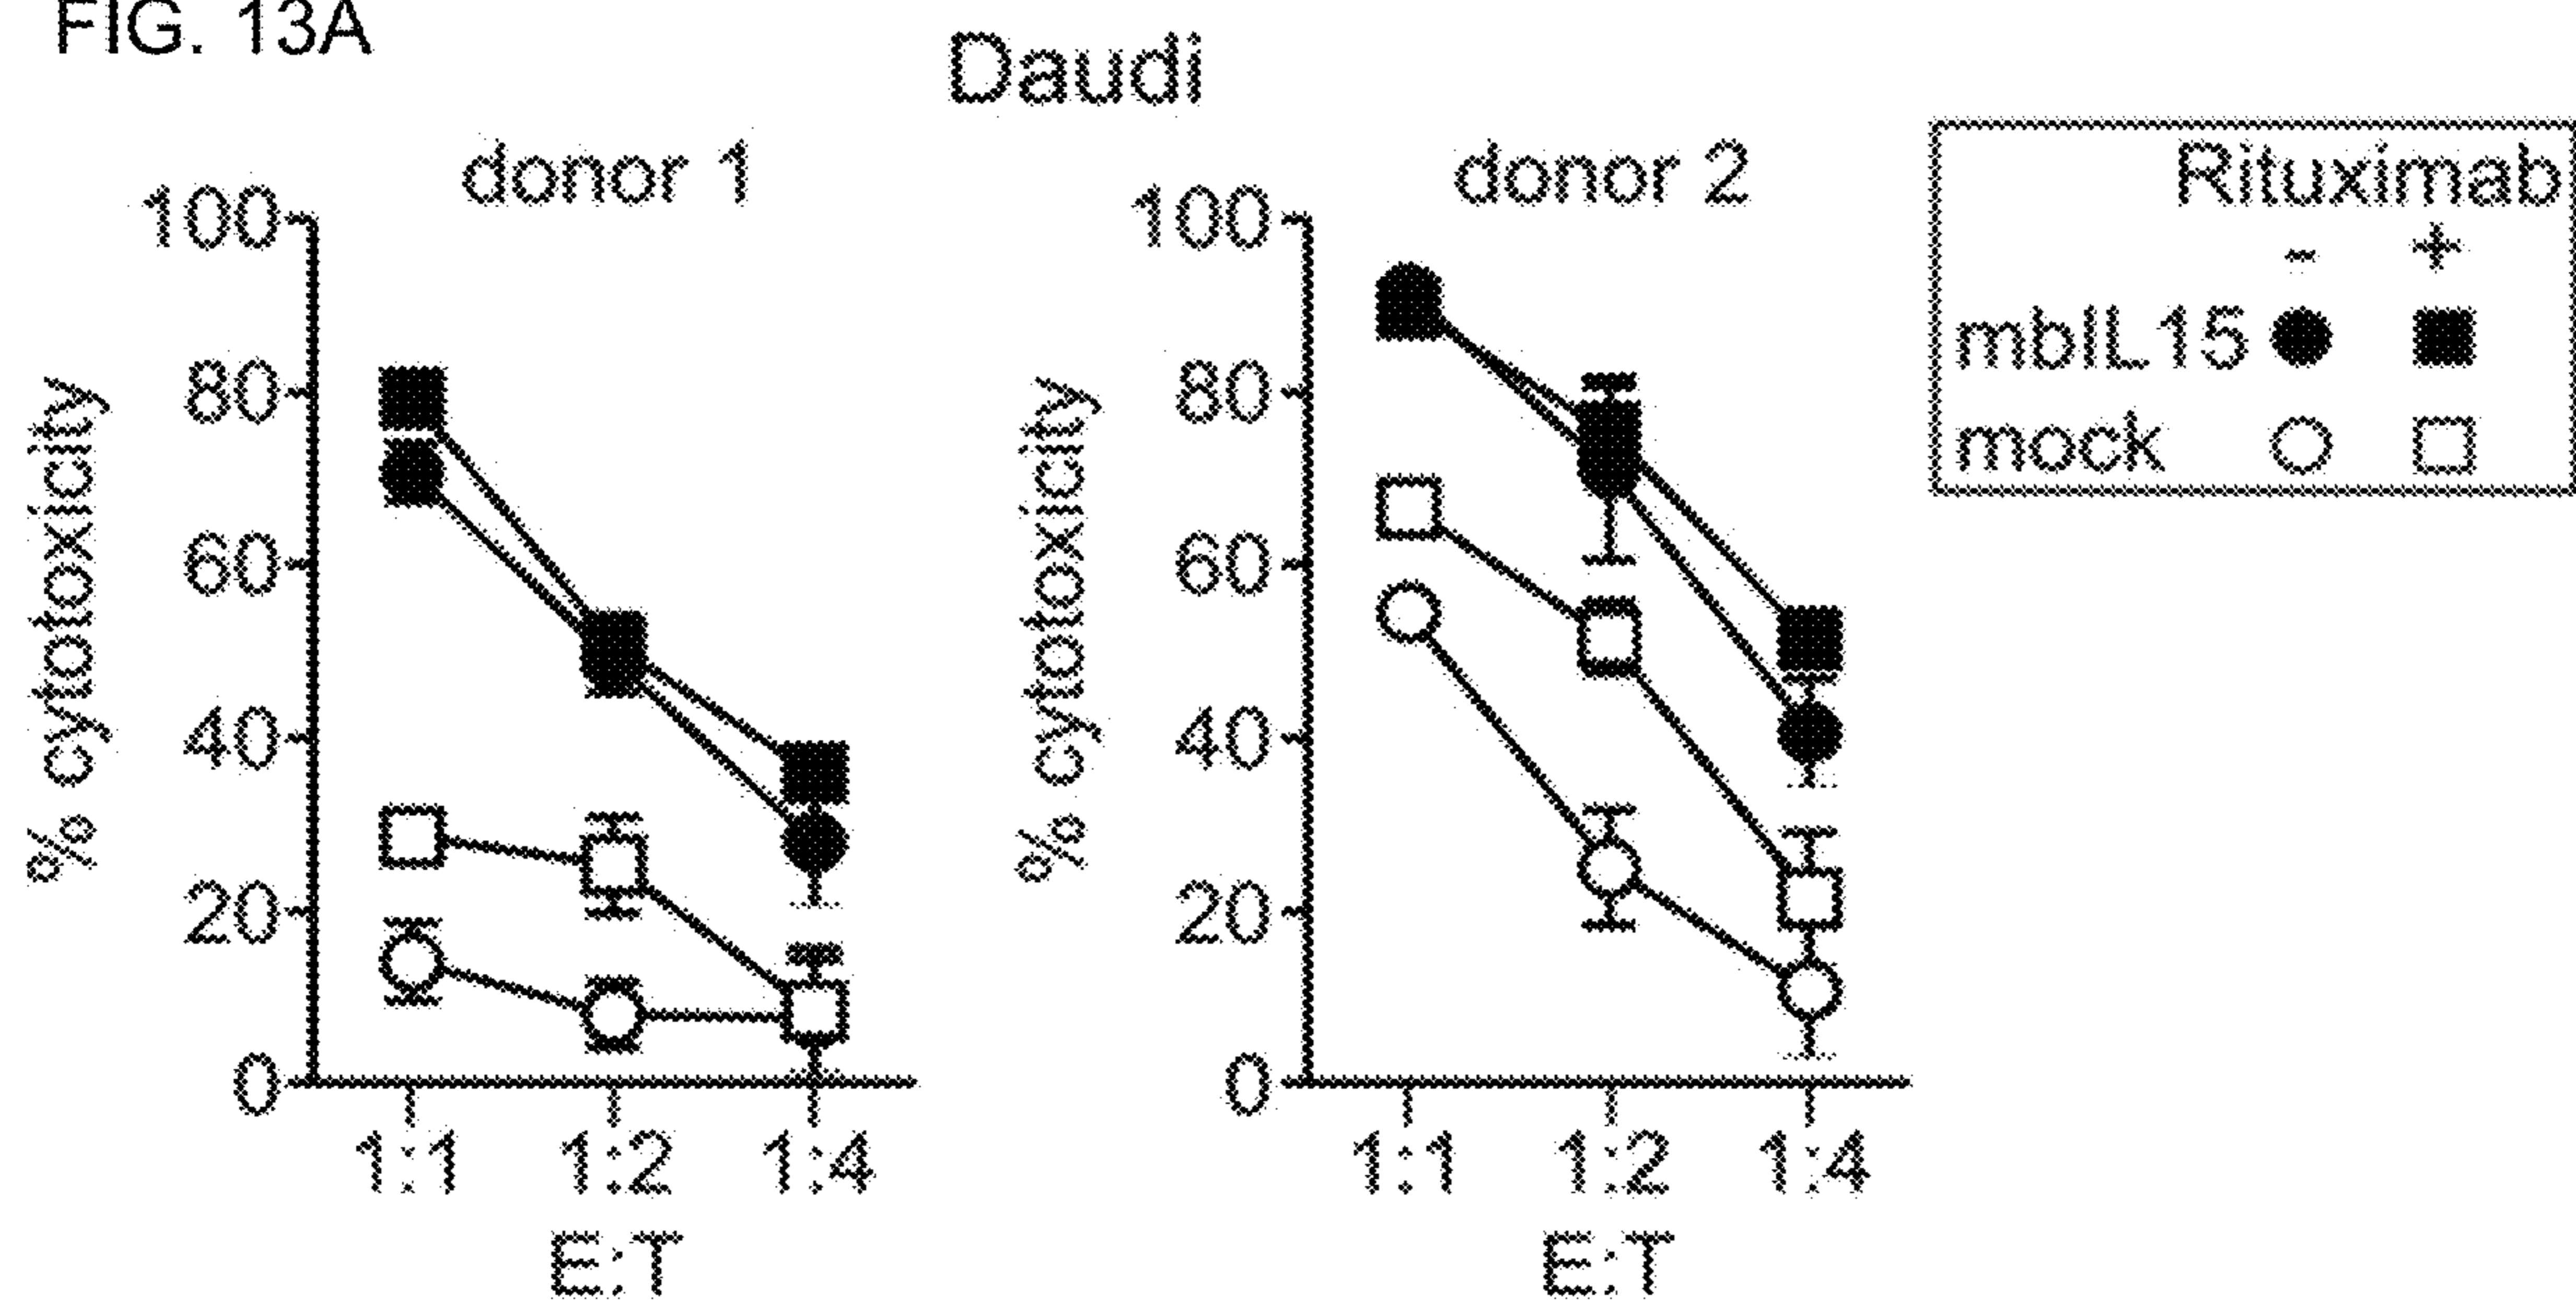 FIG. 13A
Daudi
donor 1
100
80
60
40
20
0
% cytotoxicity
1:1 1:2 1:4
E:T
donor 2
100
80
60
40
20
0
% cytotoxicity
1:1 1:2 1:4
E:T
Rituximab
- +
mbIL15
mock